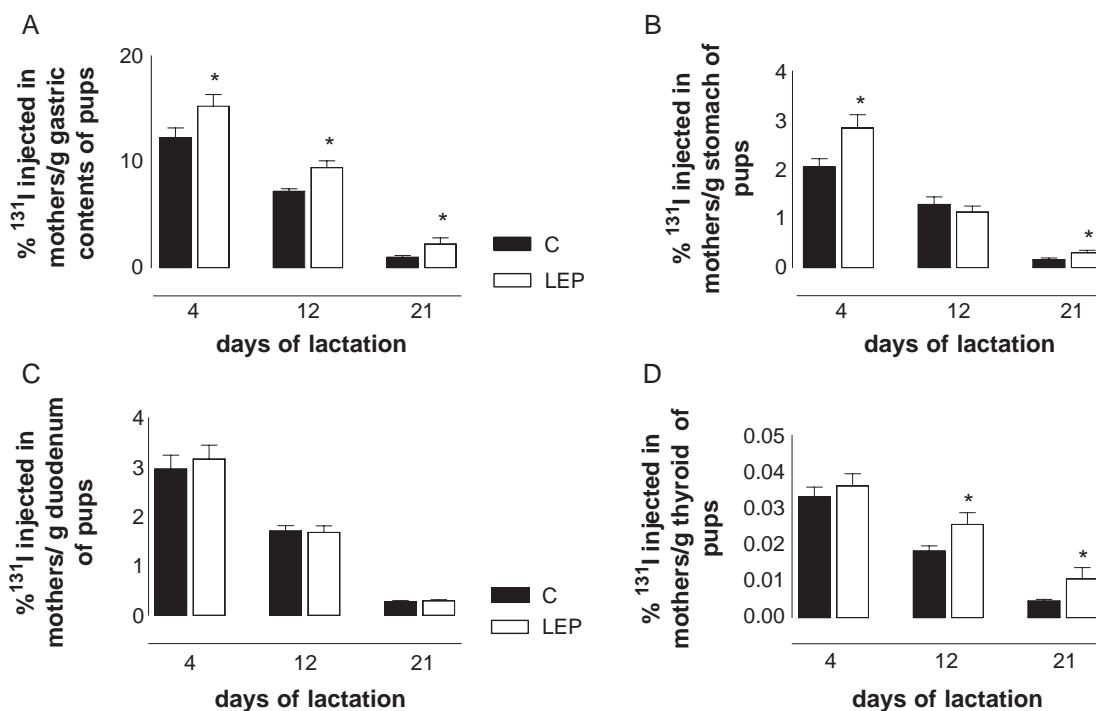 A
% ¹³¹I injected in
mothers/g gastric
contents of pups
20
10
0
*
*
*
4 12 21
days of lactation
C
LEP
B
% ¹³¹I injected in
mothers/g stomach of
pups
4
3
2
1
0
*
*
4 12 21
days of lactation
C
%¹³¹I injected in
mothers/ g duodenum
of pups
4
3
2
1
0
4 12 21
days of lactation
C
LEP
D
% ¹³¹I injected in
mothers/g thyroid of
pups
0.05
0.04
0.03
0.02
0.01
0.00
*
*
4 12 21
days of lactation